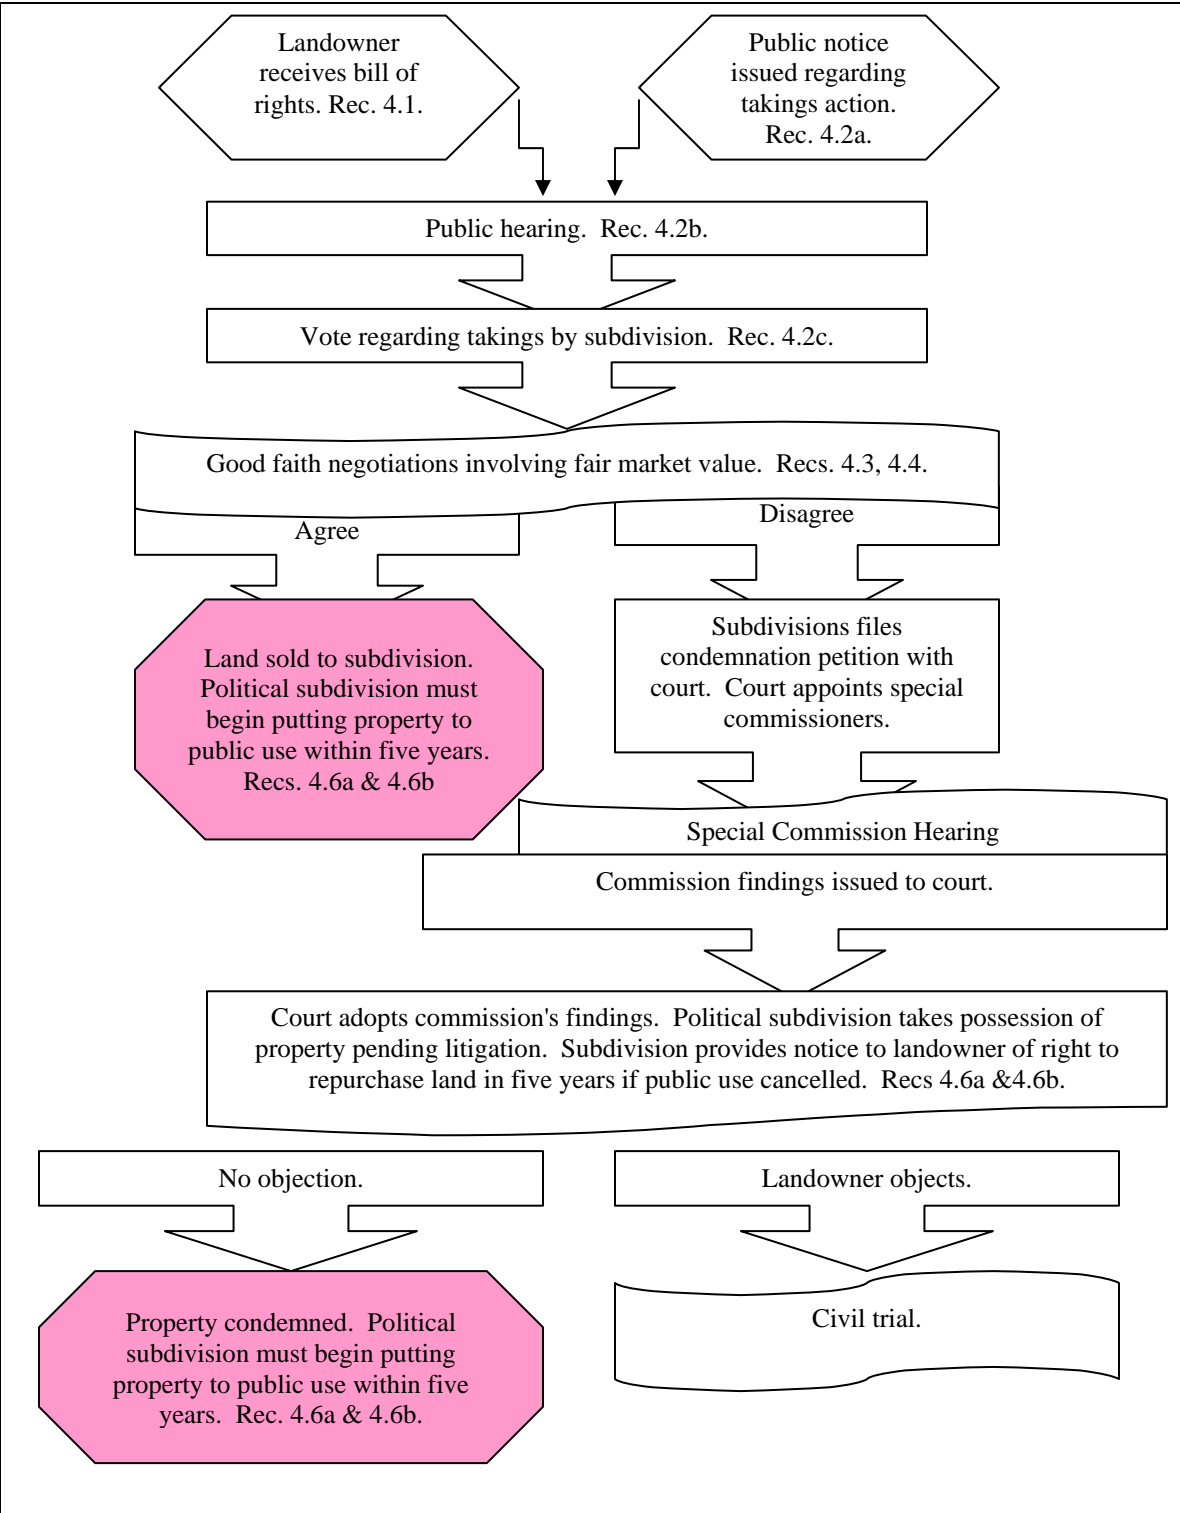 Landowner
receives bill of
rights. Rec. 4.1.
Public notice
issued regarding
takings action.
Rec. 4.2a.
Public hearing.  Rec. 4.2b.
Vote regarding takings by subdivision.  Rec. 4.2c.
Good faith negotiations involving fair market value.  Recs. 4.3, 4.4.
Agree
Disagree
Land sold to subdivision.
Political subdivision must
begin putting property to
public use within five years.
Recs. 4.6a & 4.6b
Subdivisions files
condemnation petition with
court.  Court appoints special
commissioners.
Special Commission Hearing
Commission findings issued to court.
Court adopts commission's findings.  Political subdivision takes possession of
property pending litigation.  Subdivision provides notice to landowner of right to
repurchase land in five years if public use cancelled.  Recs 4.6a &4.6b.
No objection.
Landowner objects.
Property condemned.  Political
subdivision must begin putting
property to public use within five
years.  Rec. 4.6a & 4.6b.
Civil trial.